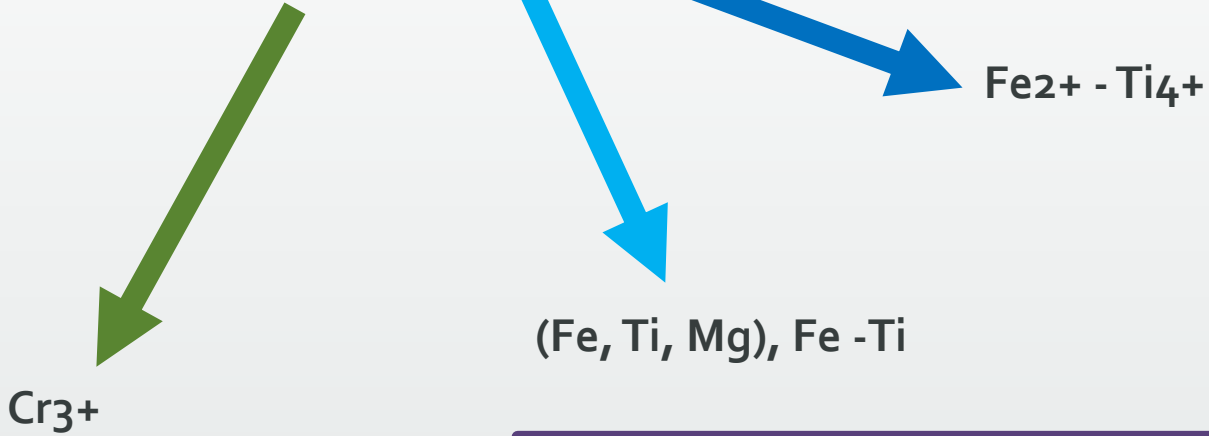 Fe2+ - Ti4+
(Fe, Ti, Mg), Fe -Ti
Cr3+